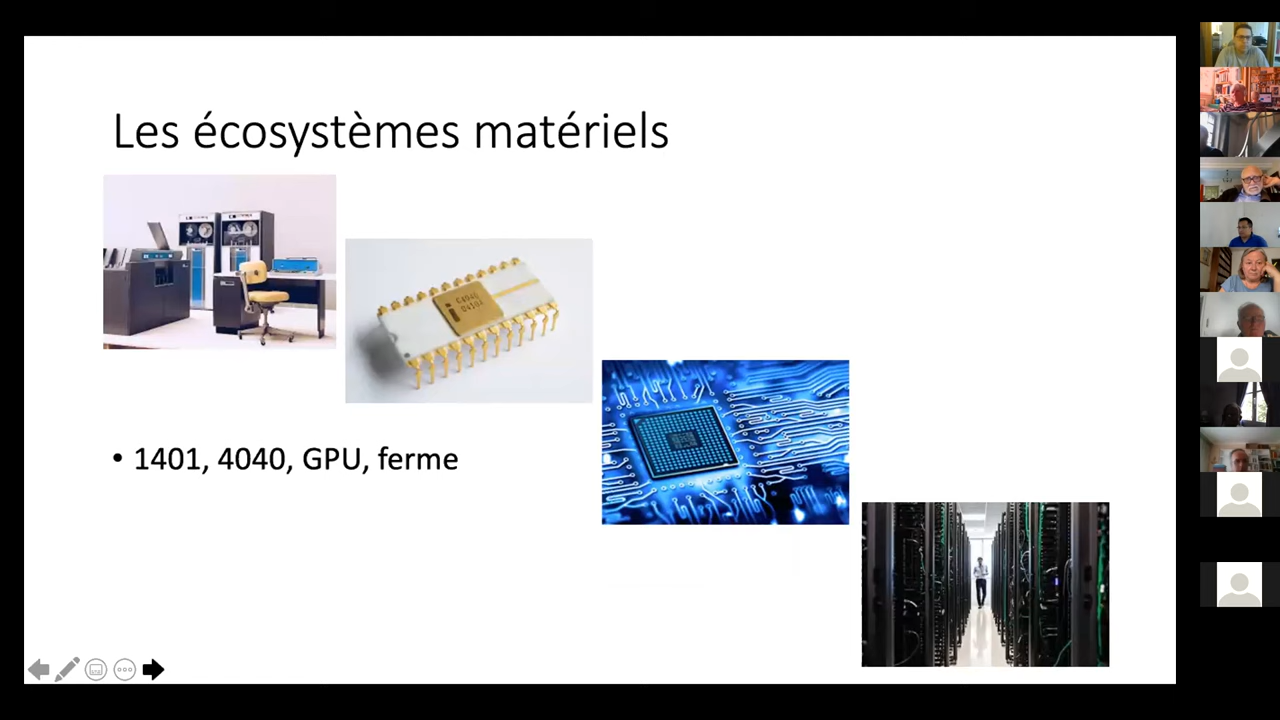 Les écosystèmes matériels
• 1401, 4040, GPU, ferme